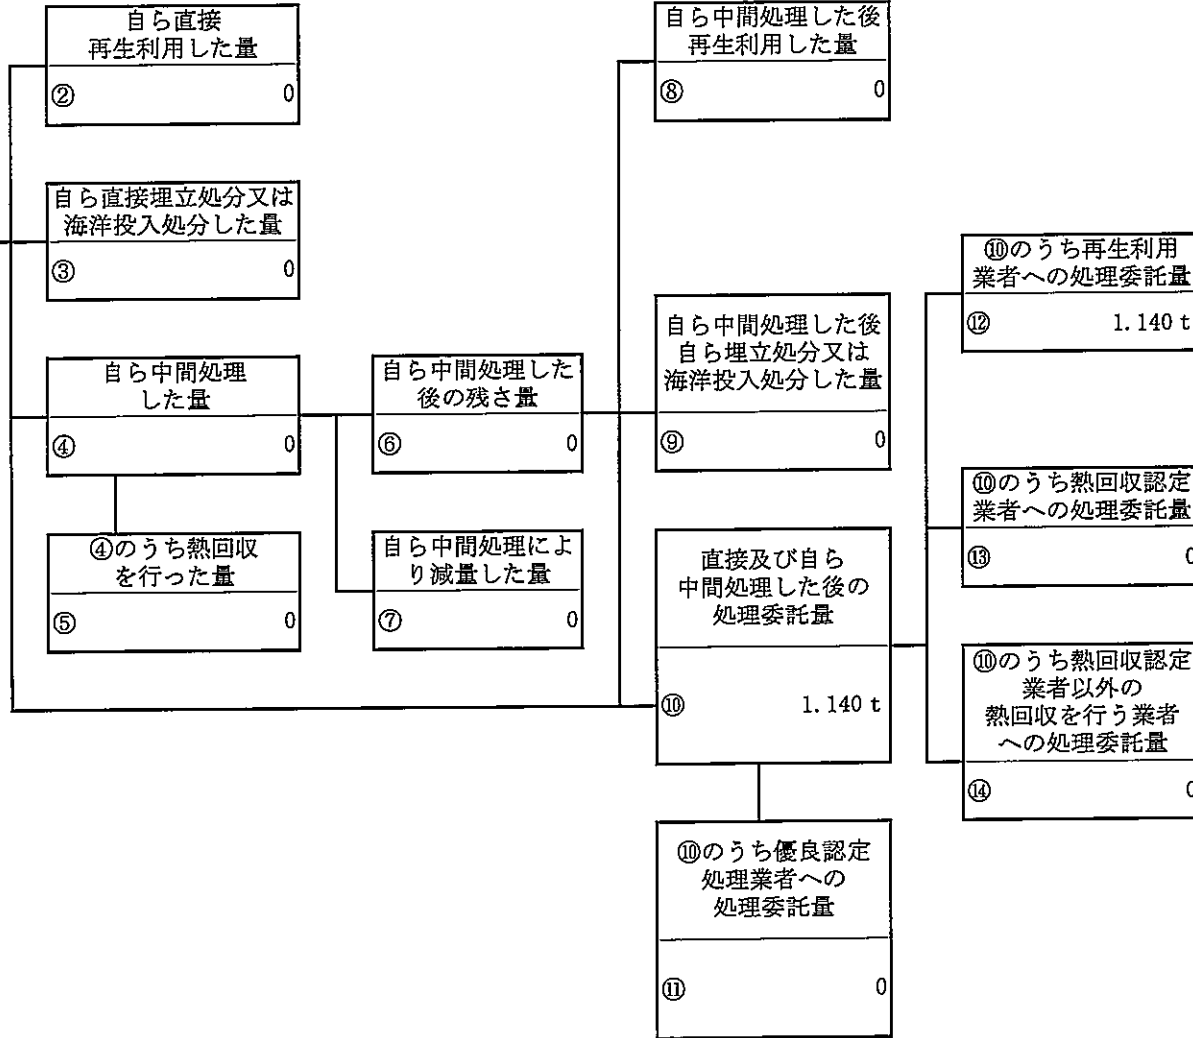 自ら直接
再生利用した量
② 0
自ら直接埋立処分又は
海洋投入処分した量
③ 0
自ら中間処理
した量
④ 0
④のうち熱回収
を行った量
⑤ 0
自ら中間処理した
後の残さ量
⑥ 0
自ら中間処理によ
り減量した量
⑦ 0
自ら中間処理した後
再生利用した量
⑧ 0
自ら中間処理した後
自ら埋立処分又は
海洋投入処分した量
⑨ 0
直接及び自ら
中間処理した後の
処理委託量
⑩ 1.140 t
⑩のうち優良認定
処理業者への
処理委託量
⑪ 0
⑩のうち再生利用
業者への処理委託量
⑫ 1.140 t
⑩のうち熱回収認定
業者への処理委託量
⑬ 0
⑩のうち熱回収認定
業者以外の
熱回収を行う業者
への処理委託量
⑭ 0